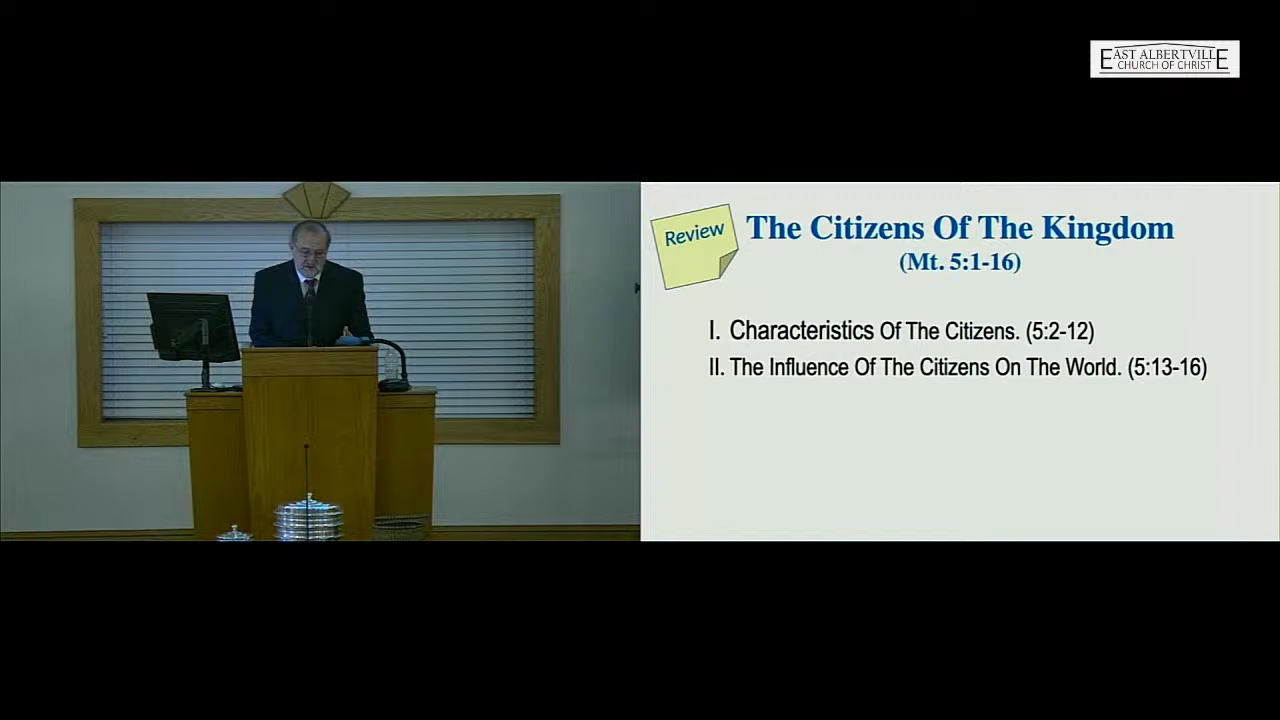 EAST ALBERTVILLE
CHURCH OF CHRIST
Review
The Citizens Of The Kingdom
(Mt. 5:1-16)
I. Characteristics Of The Citizens. (5:2-12)
II. The Influence Of The Citizens On The World. (5:13-16)